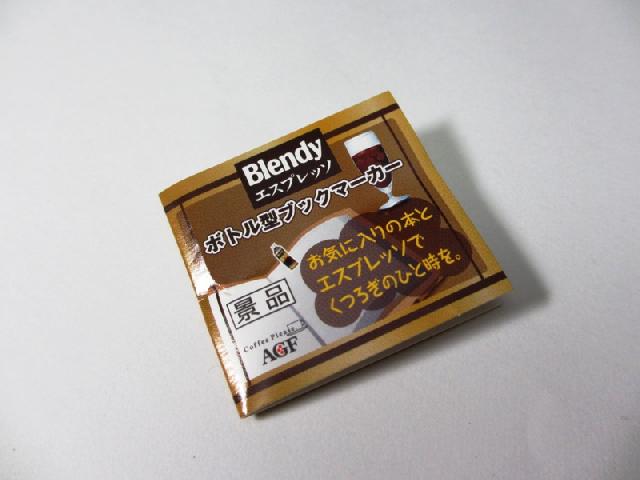 Blendy
エスプレッソ
ボトル型ブックマーカー
お気に入りの本と
エスプレッソで
くつろぎのひと時を。
景品
Coffee Please
AGF